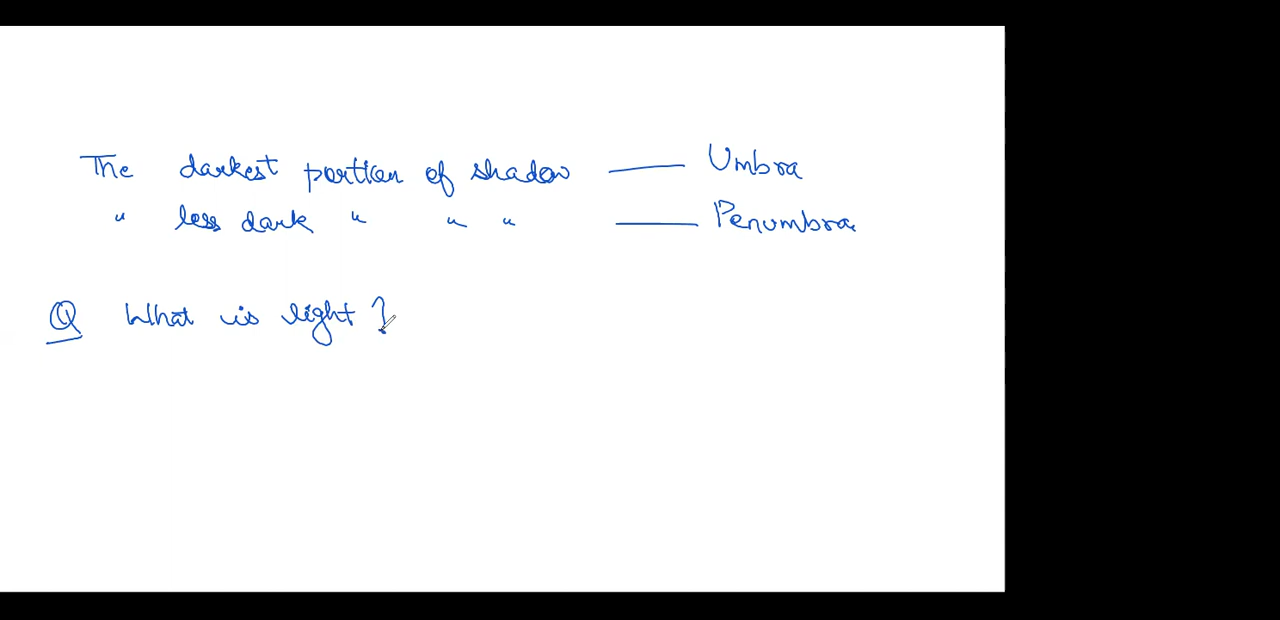 The darkest portion of shadow — Umbra
" less dark " " " — Penumbra
Q What is light ?